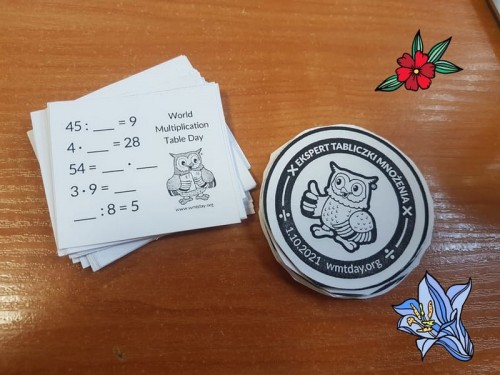 45 : ___ = 9
4 · ___ = 28
54 = ___ · ___
3 · 9 = ___
___ : 8 = 5
World
Multiplication
Table Day
www.wmtday.org
× EKSPERT TABLICZKI MNOŻENIA ×
÷ 1.10.2021 wmtday.org ÷